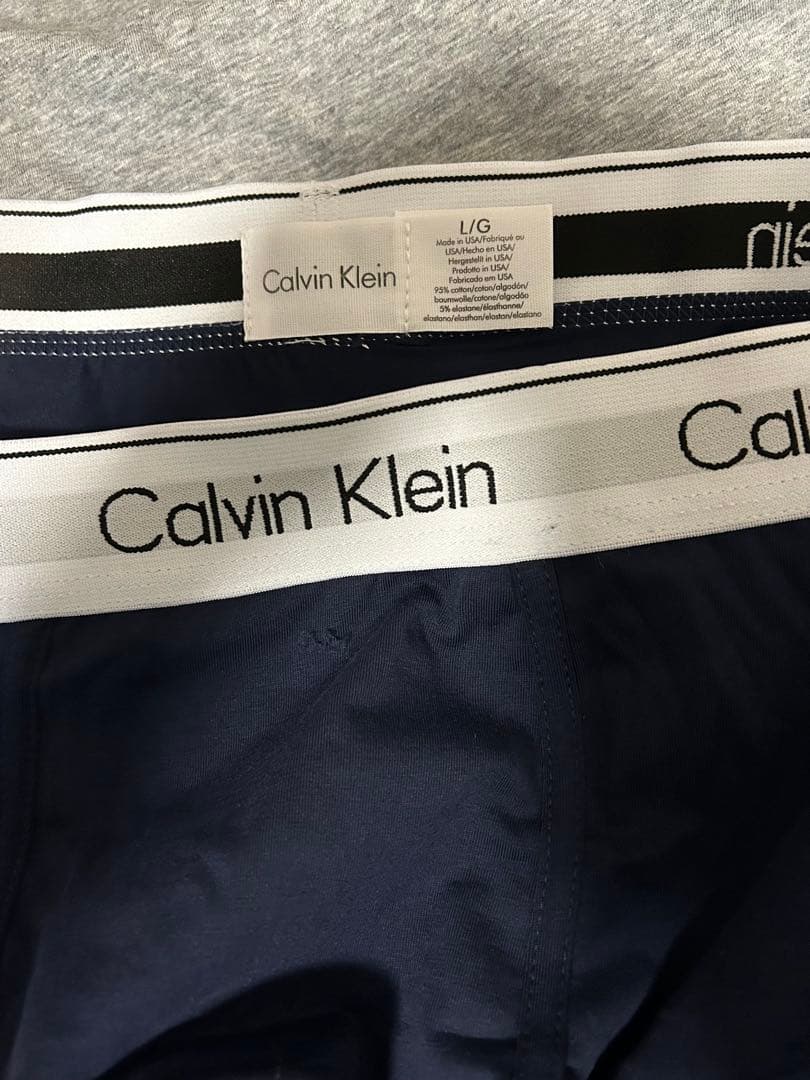 Calvin Klein
L/G
Made in USA/Fabriqué au
USA/Hecho en USA/
Hergestellt in USA/
Prodotto in USA/
Fabricado em USA
95% cotton/coton/algodón/
baumwolle/cotone/algodão
5% elastane/élasthanne/
elastano/elasthan/elastan/elastano
Calvin Klein
Cal